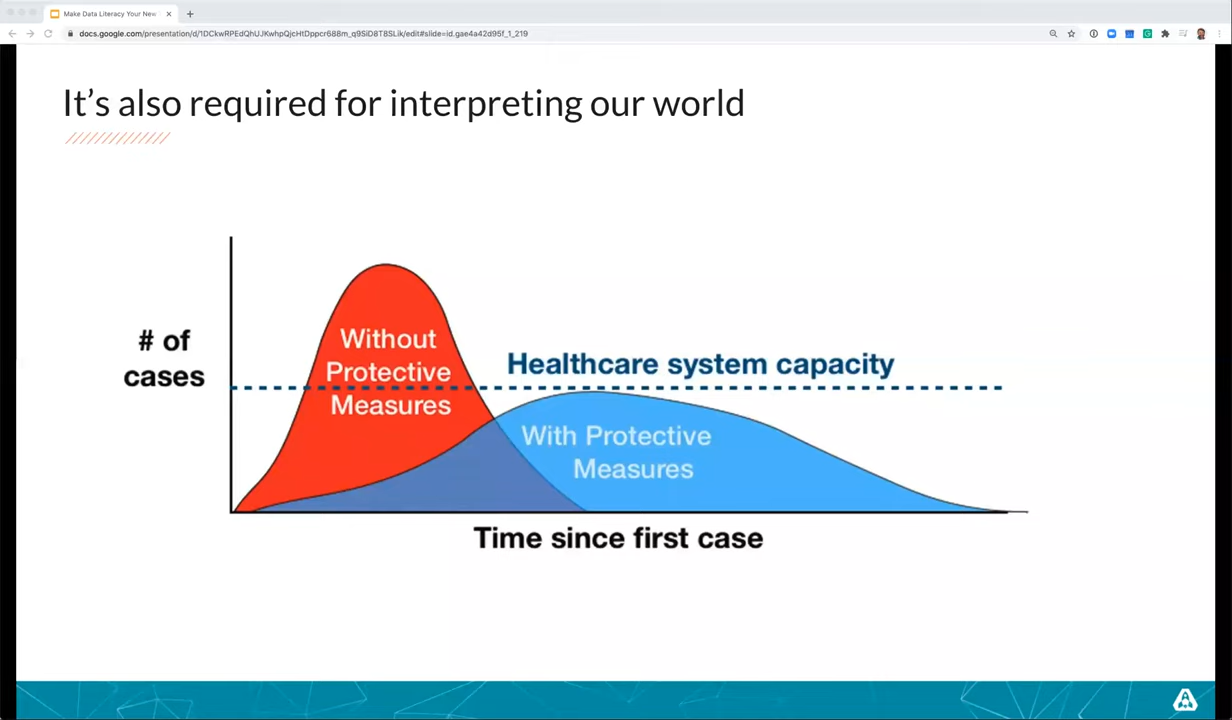 Make Data Literacy Your New
docs.google.com/presentation/d/1DCkwRPEdQhUJKwhpQjcHtDppcr688m_q9SiD8T8SLik/edit#slide=id.gae4a42d95f_1_219
It's also required for interpreting our world
# of
cases
Without
Protective
Measures
Healthcare system capacity
With Protective
Measures
Time since first case